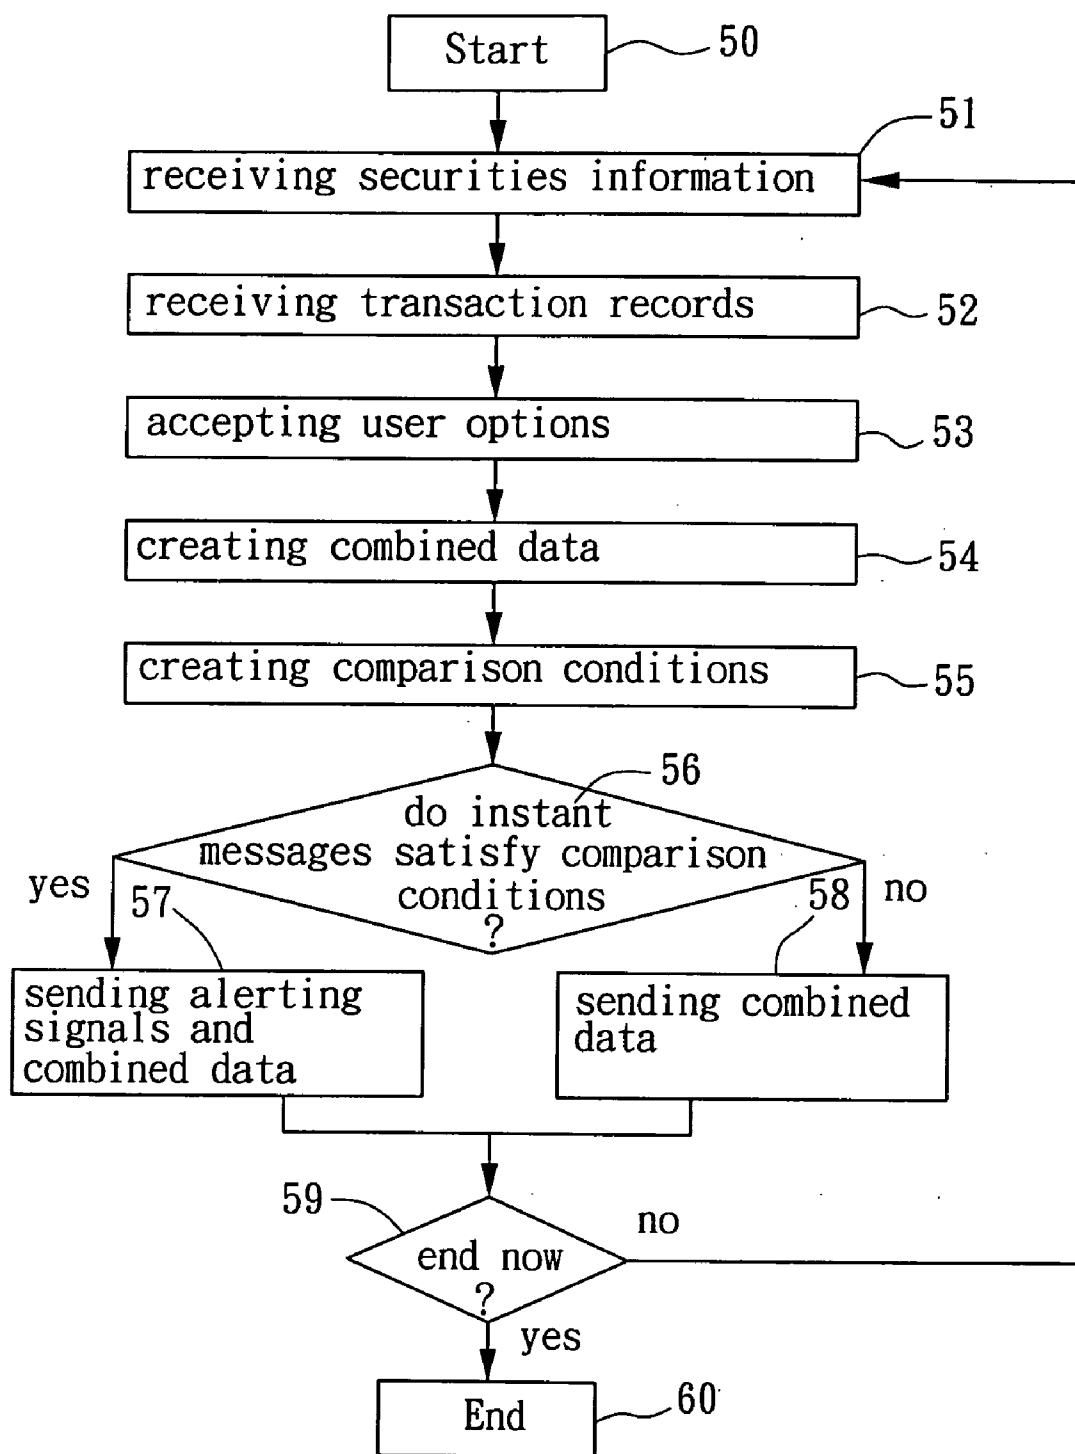 Start
50
51
receiving securities information
receiving transaction records
52
accepting user options
53
creating combined data
54
creating comparison conditions
55
56
do instant
messages satisfy comparison
conditions
?
yes
57
58
no
sending alerting
signals and
combined data
sending combined
data
59
no
end now
?
yes
End
60